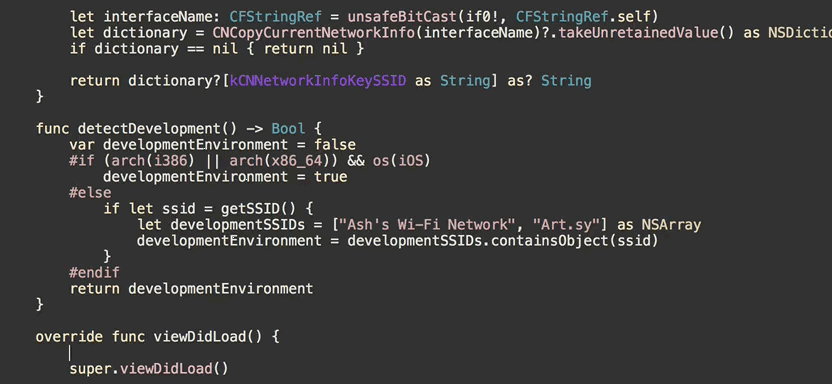 let interfaceName: CFStringRef = unsafeBitCast(if0!, CFStringRef.self)
let dictionary = CNCopyCurrentNetworkInfo(interfaceName)?.takeUnretainedValue() as NSDictio
if dictionary == nil { return nil }
return dictionary?[kCNNetworkInfoKeySSID as String] as? String
}
func detectDevelopment() -> Bool {
var developmentEnvironment = false
#if (arch(i386) || arch(x86_64)) && os(iOS)
developmentEnvironment = true
#else
if let ssid = getSSID() {
let developmentSSIDs = ["Ash's Wi-Fi Network", "Art.sy"] as NSArray
developmentEnvironment = developmentSSIDs.containsObject(ssid)
}
#endif
return developmentEnvironment
}
override func viewDidLoad() {
super.viewDidLoad()